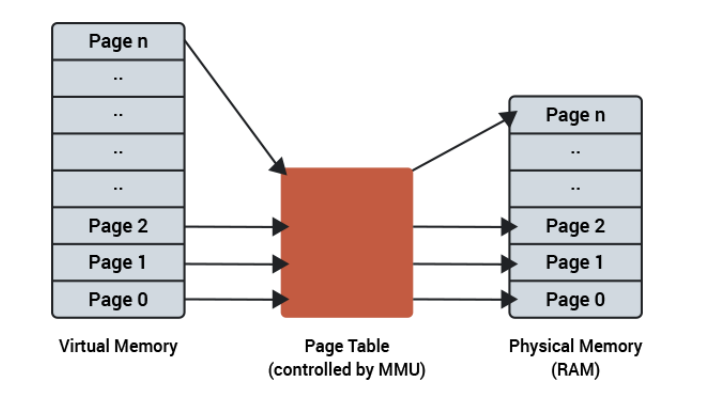 Page n
..
..
..
..
Page 2
Page 1
Page 0
Virtual Memory
Page Table
(controlled by MMU)
Page n
..
..
Page 2
Page 1
Page 0
Physical Memory
(RAM)